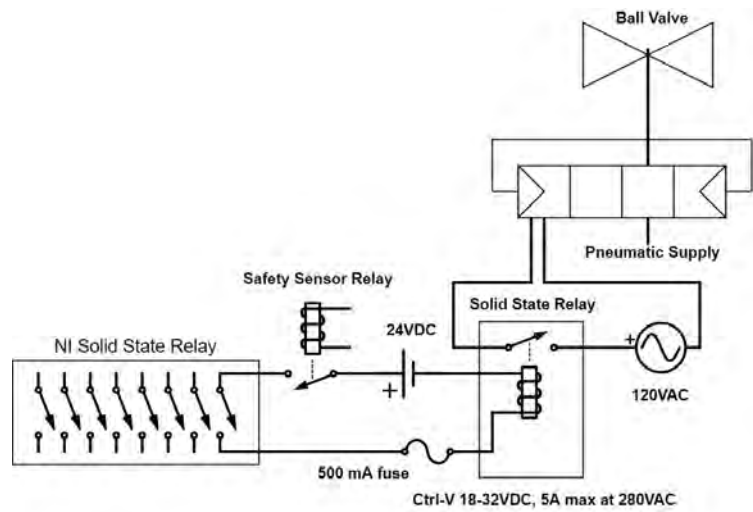 Ball Valve
Pneumatic Supply
Safety Sensor Relay
Solid State Relay
24VDC
NI Solid State Relay
+
+
120VAC
500 mA fuse
Ctrl-V 18-32VDC, 5A max at 280VAC